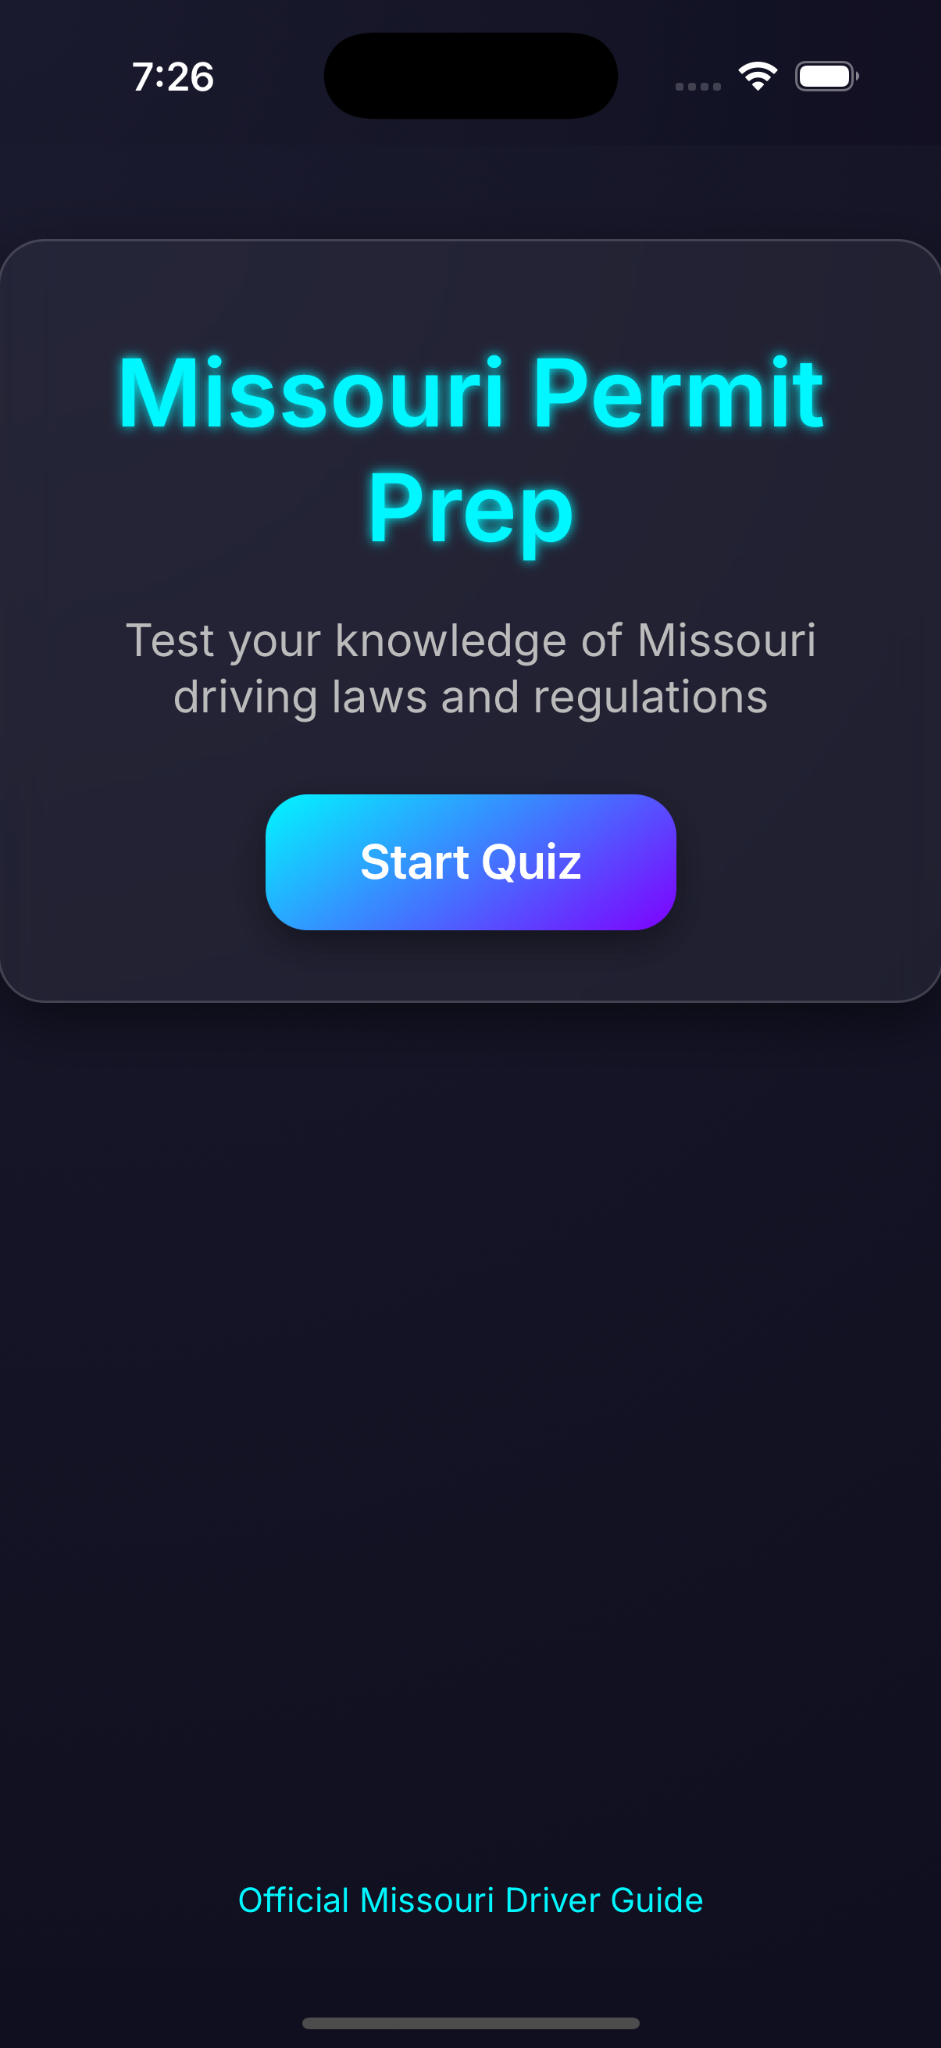 7:26
Missouri Permit
Prep
Test your knowledge of Missouri
driving laws and regulations
Start Quiz
Official Missouri Driver Guide